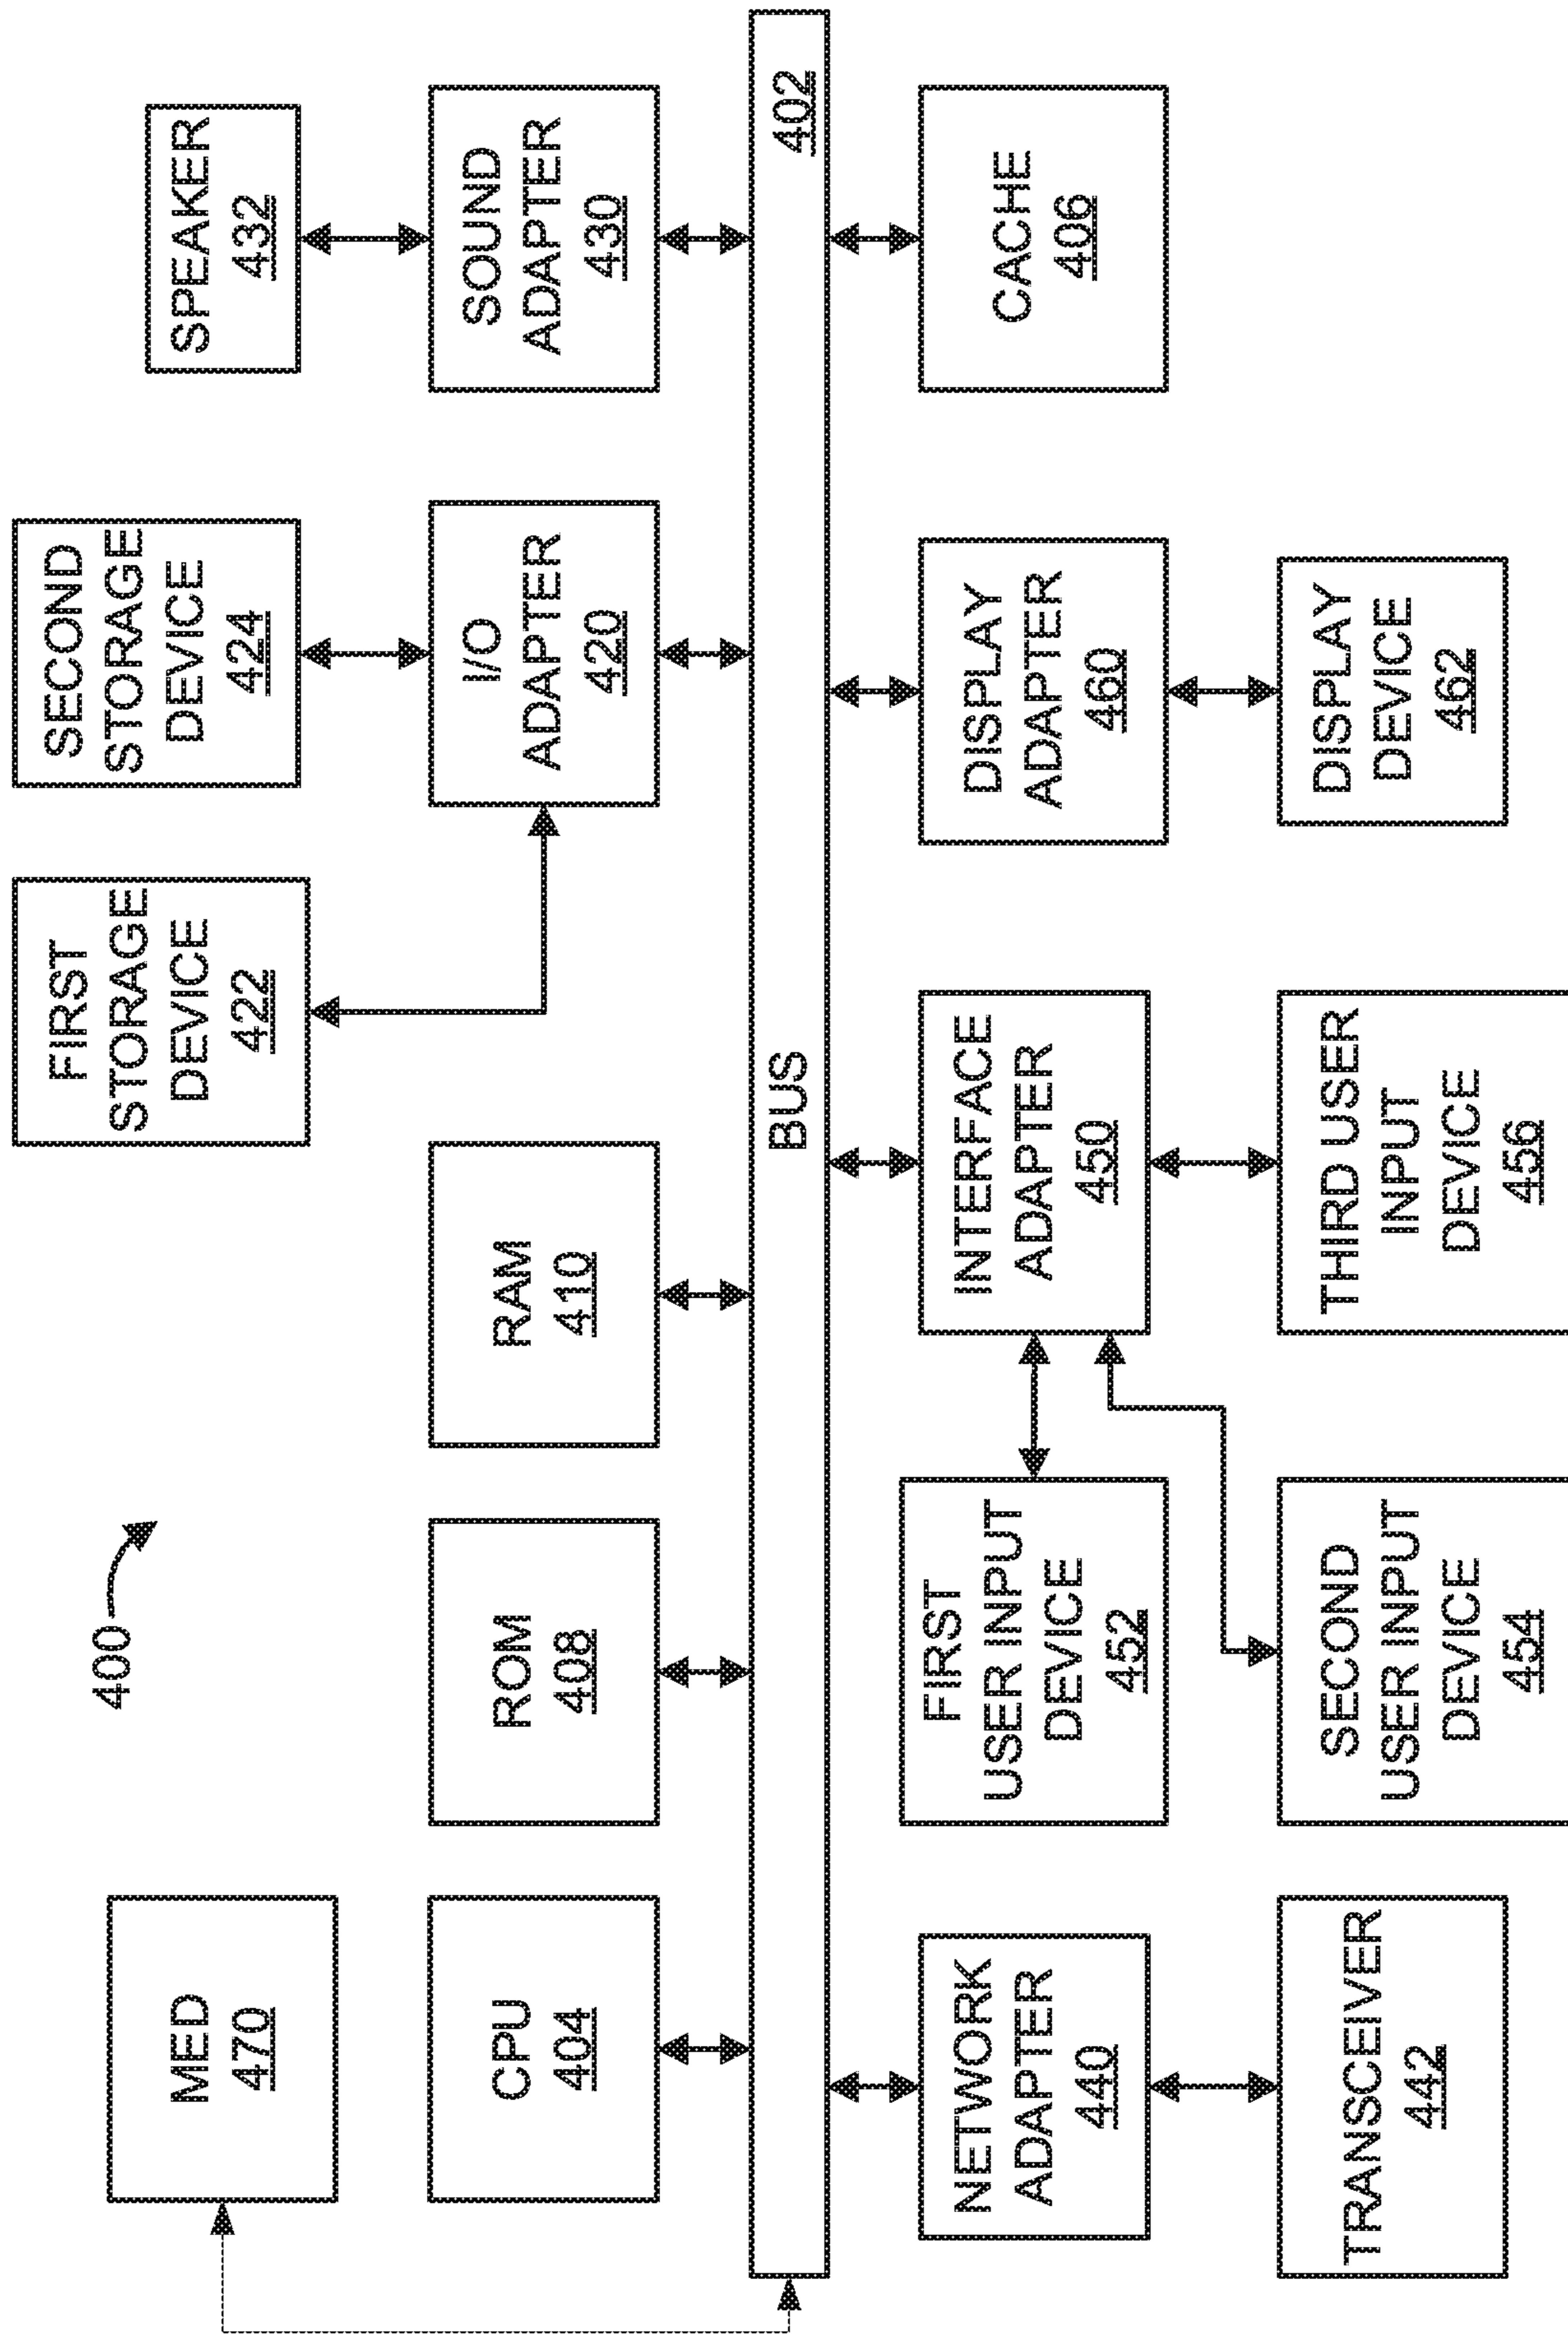 400
MED
470
CPU
404
ROM
408
RAM
410
FIRST
STORAGE
DEVICE
422
SECOND
STORAGE
DEVICE
424
I/O
ADAPTER
420
SPEAKER
432
SOUND
ADAPTER
430
BUS
402
NETWORK
ADAPTER
440
TRANSCEIVER
442
FIRST
USER INPUT
DEVICE
452
SECOND
USER INPUT
DEVICE
454
INTERFACE
ADAPTER
450
THIRD USER
INPUT
DEVICE
456
DISPLAY
ADAPTER
460
DISPLAY
DEVICE
462
CACHE
406